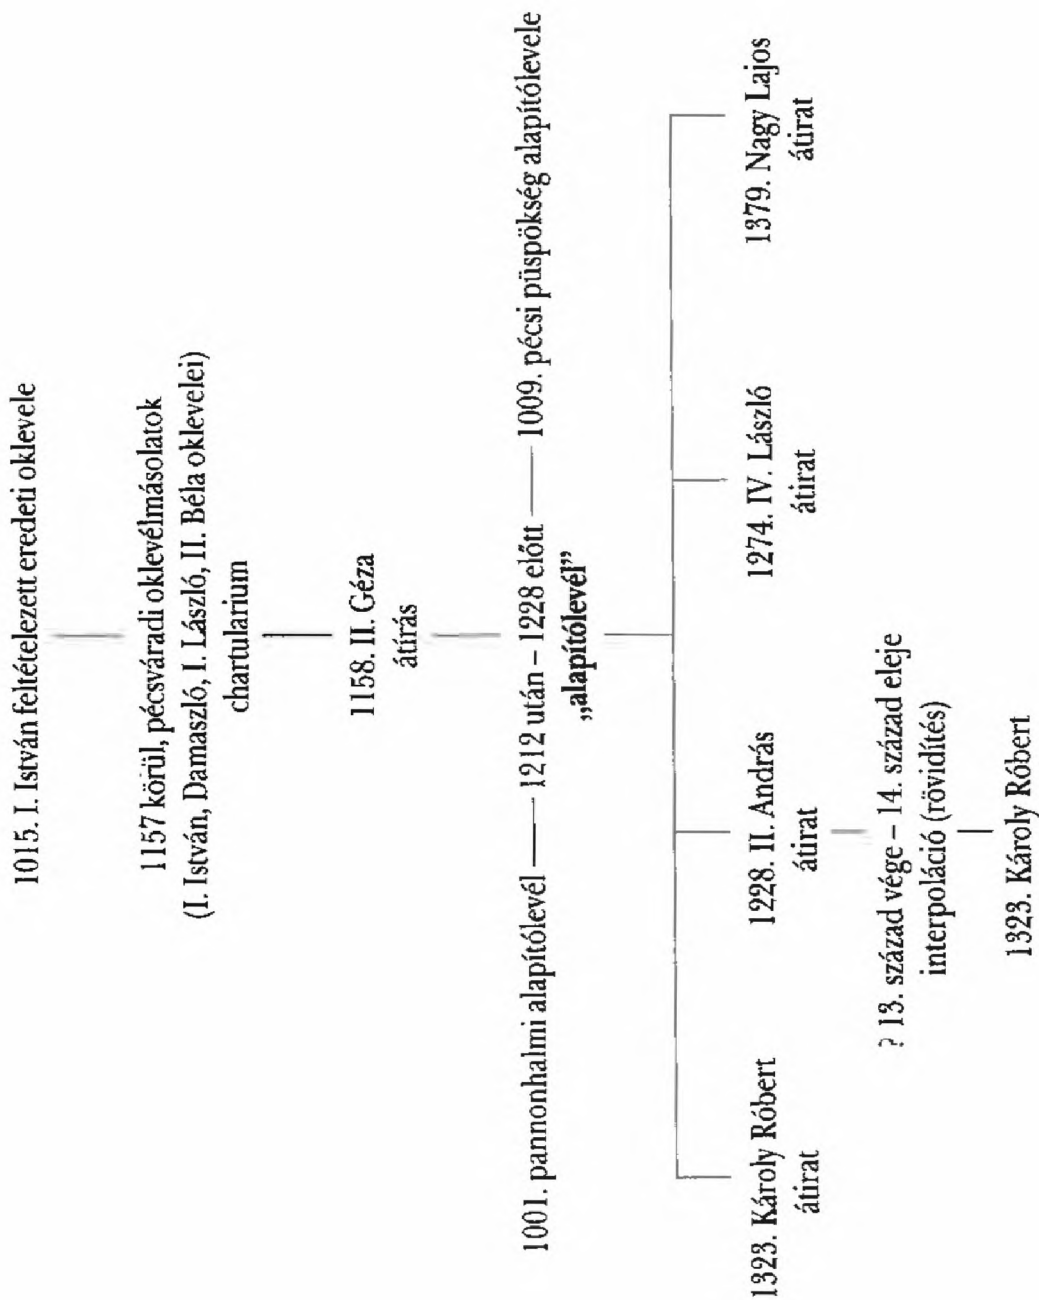 1015. I. István feltételezett eredeti oklevele
1157 körül, pécsváradi oklevélmásolatok
(I. István, Damaszló, I. László, II. Béla oklevelei)
chartularium
1158. II. Géza
átírás
1001. pannonhalmi alapítólevél — 1212 után – 1228 előtt — 1009. pécsi püspökség alapítólevele
„alapítólevél”
1323. Károly Róbert
átirat
1228. II. András
átirat
1274. IV. László
átirat
1379. Nagy Lajos
átirat
? 13. század vége – 14. század eleje
interpoláció (rövidítés)
1323. Károly Róbert